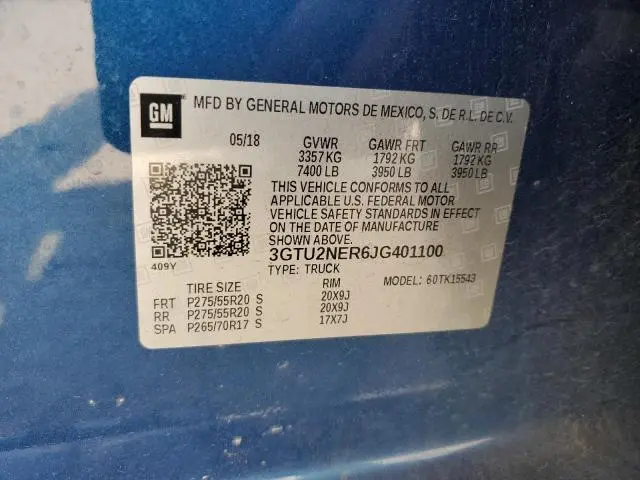 GM
MFD BY GENERAL MOTORS DE MEXICO, S. DE R.L. DE C.V.
05/18 GVWR GAWR FRT GAWR RR
3357 KG 1792 KG 1792 KG
7400 LB 3950 LB 3950 LB
THIS VEHICLE CONFORMS TO ALL
APPLICABLE U.S. FEDERAL MOTOR
VEHICLE SAFETY STANDARDS IN EFFECT
ON THE DATE OF MANUFACTURE
SHOWN ABOVE.
409Y
3GTU2NER6JG401100
TYPE: TRUCK MODEL: 60TK15543
TIRE SIZE RIM
FRT P275/55R20 S 20X9J
RR P275/55R20 S 20X9J
SPA P265/70R17 S 17X7J